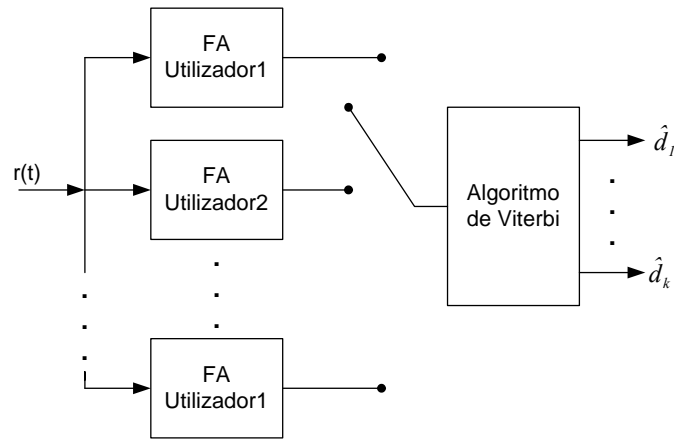 FA
Utilizador1
r(t)
FA
Utilizador2
Algoritmo
de Viterbi
d̂₁
d̂ₖ
FA
Utilizador1